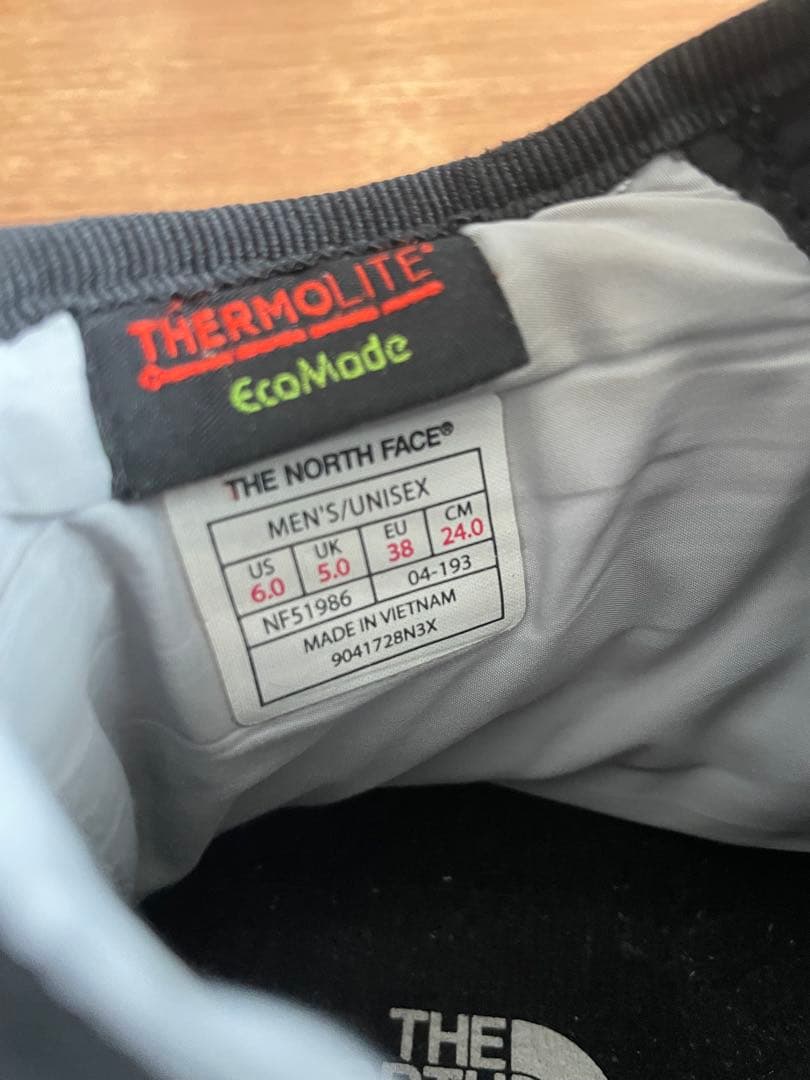 THERMOLITE®
EcoMade
THE NORTH FACE®
MEN'S/UNISEX
US UK EU CM
6.0 5.0 38 24.0
NF51986 04-193
MADE IN VIETNAM
9041728N3X
THE